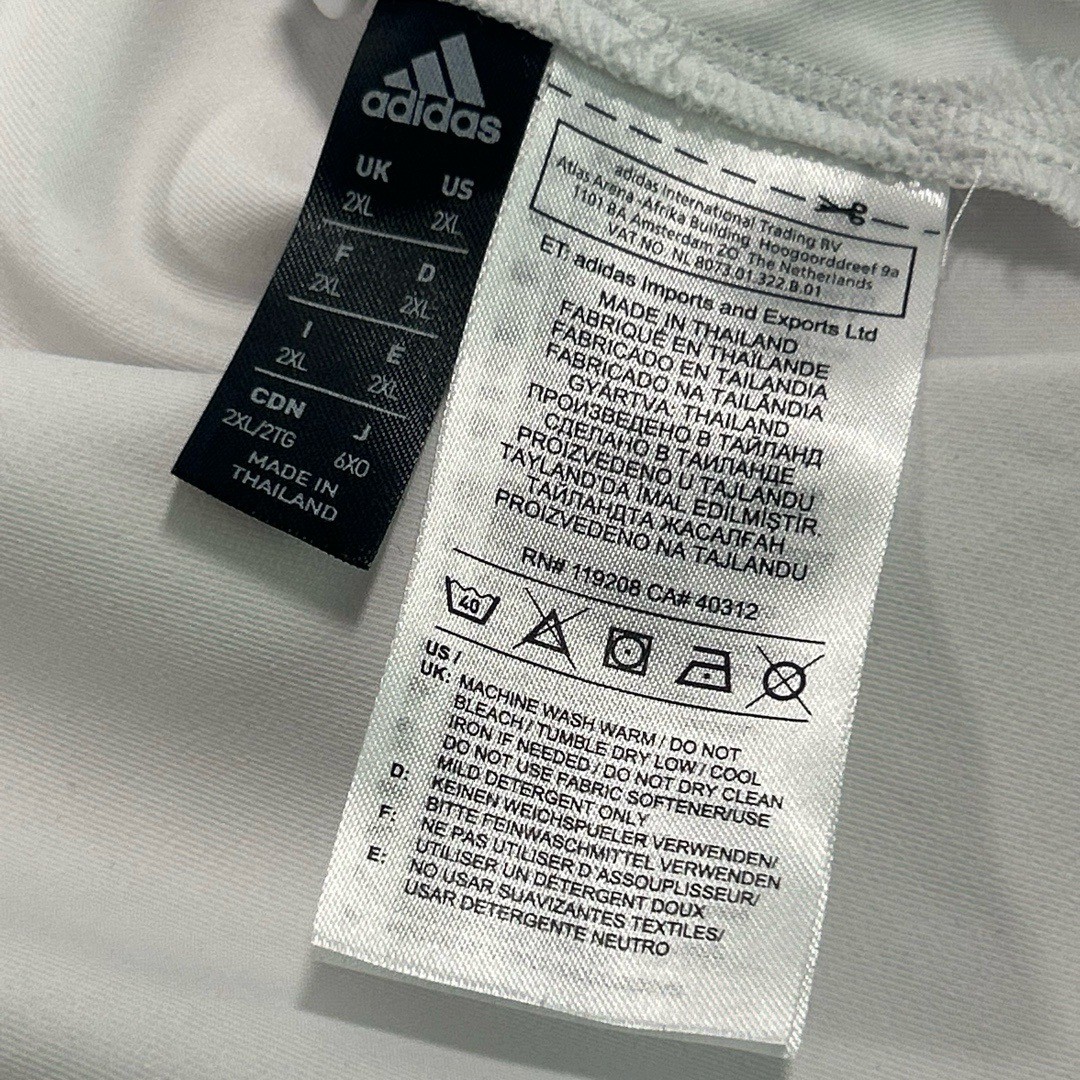 adidas
UK US
2XL 2XL
F D
2XL 2XL
I E
2XL 2XL
CDN J
2XL/2TG 6XO
MADE IN
THAILAND
adidas International Trading BV
Atlas Arena - Afrika Building, Hoogoorddreef 9a
1101 BA Amsterdam ZO, The Netherlands
VAT NO. NL 8073.01.322.B.01
ET: adidas Imports and Exports Ltd
MADE IN THAILAND
FABRIQUÉ EN THAÏLANDE
FABRICADO EN TAILANDIA
FABRICADO NA TAILÂNDIA
GYÁRTVA: THAILAND
ПРОИЗВЕДЕНО В ТАЙЛАНД
СДЕЛАНО В ТАИЛАНДЕ
PROIZVEDENO U TAJLANDU
TAYLAND'DA İMAL EDİLMİŞTİR.
ТАЙЛАНДТА ЖАСАЛҒАН
PROIZVEDENO NA TAJLANDU
RN# 119208 CA# 40312
40
US /
UK: MACHINE WASH WARM / DO NOT
BLEACH / TUMBLE DRY LOW / COOL
IRON IF NEEDED / DO NOT DRY CLEAN
DO NOT USE FABRIC SOFTENER/USE
MILD DETERGENT ONLY
D: KEINEN WEICHSPUELER VERWENDEN/
BITTE FEINWASCHMITTEL VERWENDEN
F: NE PAS UTILISER D'ASSOUPLISSEUR/
UTILISER UN DÉTERGENT DOUX
E: NO USAR SUAVIZANTES TEXTILES/
USAR DETERGENTE NEUTRO